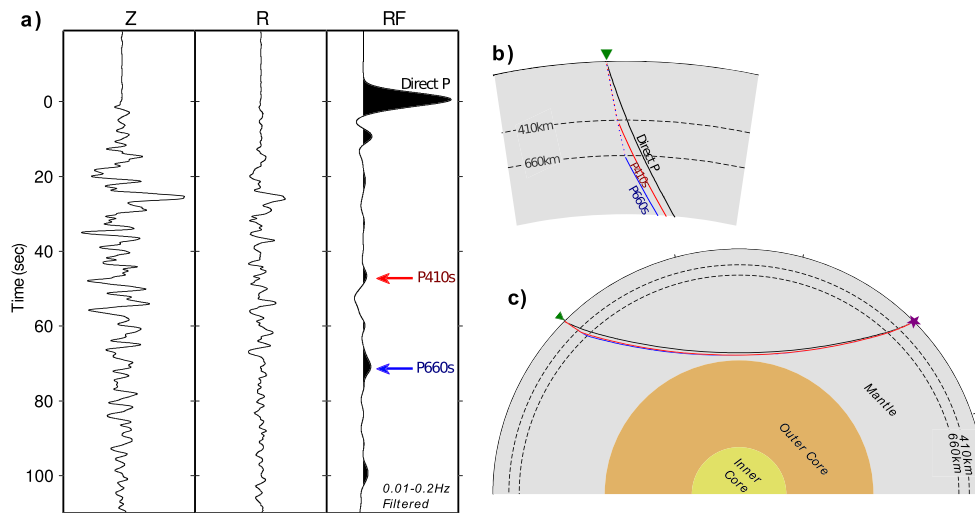 a)
Z
R
RF
Direct P
0
20
40
60
80
100
Time (sec)
P410s
P660s
0.01-0.2Hz
Filtered
b)
410km
660km
Direct P
P410s
P660s
c)
Mantle
Outer Core
Inner
Core
410km
660km